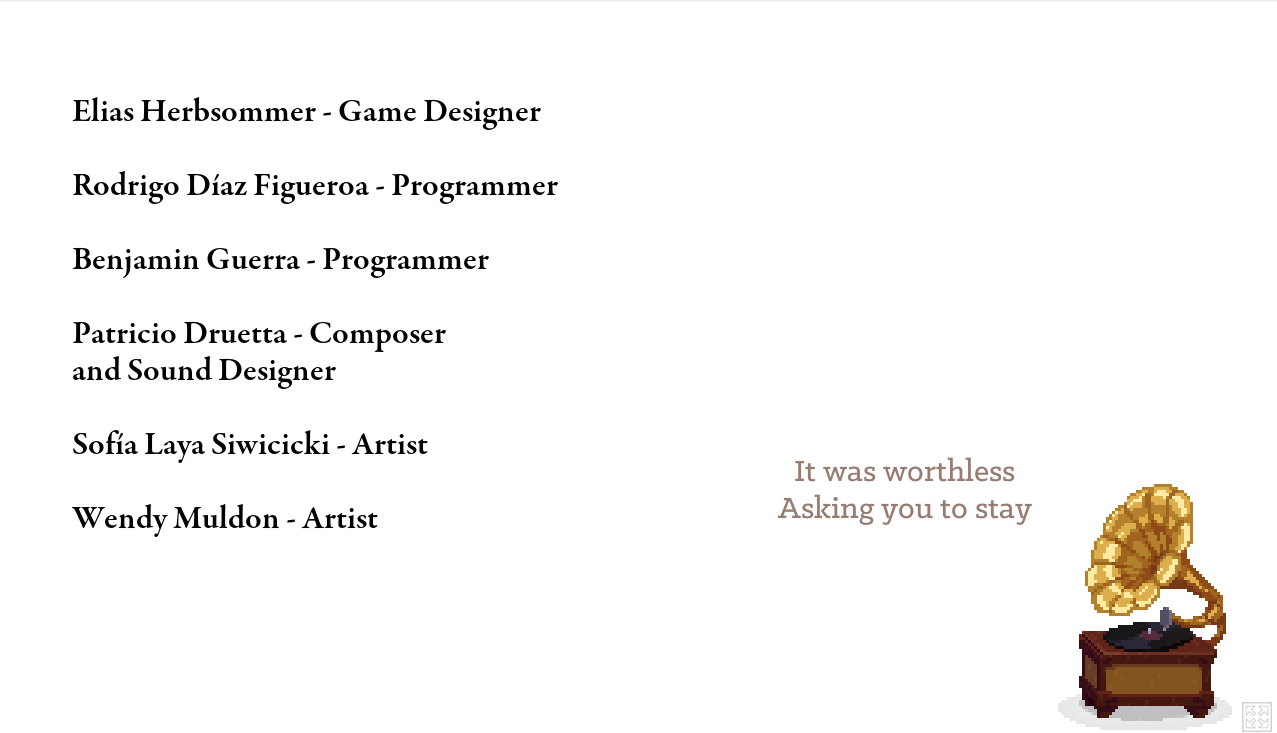 Elias Herbsommer - Game Designer
Rodrigo Díaz Figueroa - Programmer
Benjamin Guerra - Programmer
Patricio Druetta - Composer
and Sound Designer
Sofía Laya Siwicicki - Artist
Wendy Muldon - Artist
It was worthless
Asking you to stay